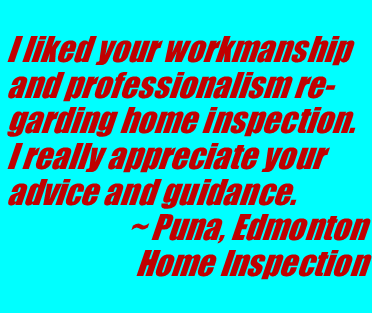 I liked your workmanship
and professionalism re-
garding home inspection.
I really appreciate your
advice and guidance.
~ Puna, Edmonton
Home Inspection